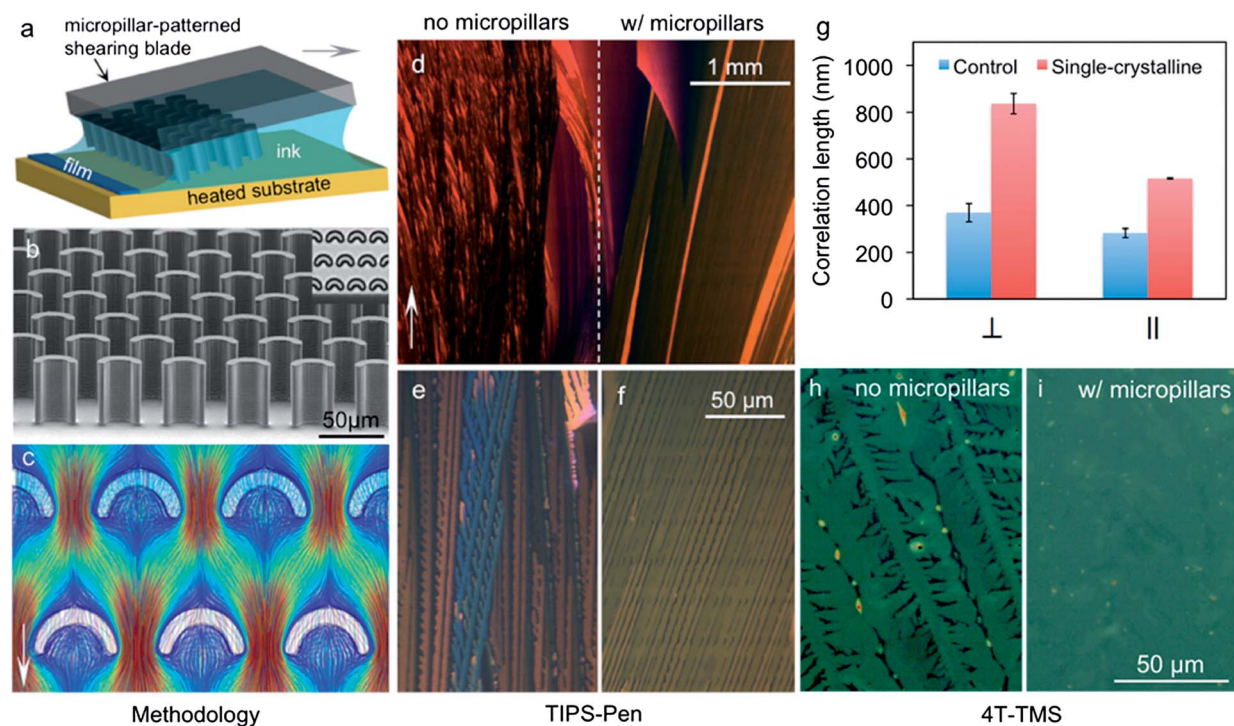 a
micropillar-patterned
shearing blade
film
ink
heated substrate
b
50µm
c
Methodology
no micropillars
w/ micropillars
d
1 mm
e
f
50 µm
TIPS-Pen
g
Correlation length (nm)
1000
800
600
400
200
0
Control
Single-crystalline
⊥
||
h
no micropillars
i
w/ micropillars
50 µm
4T-TMS